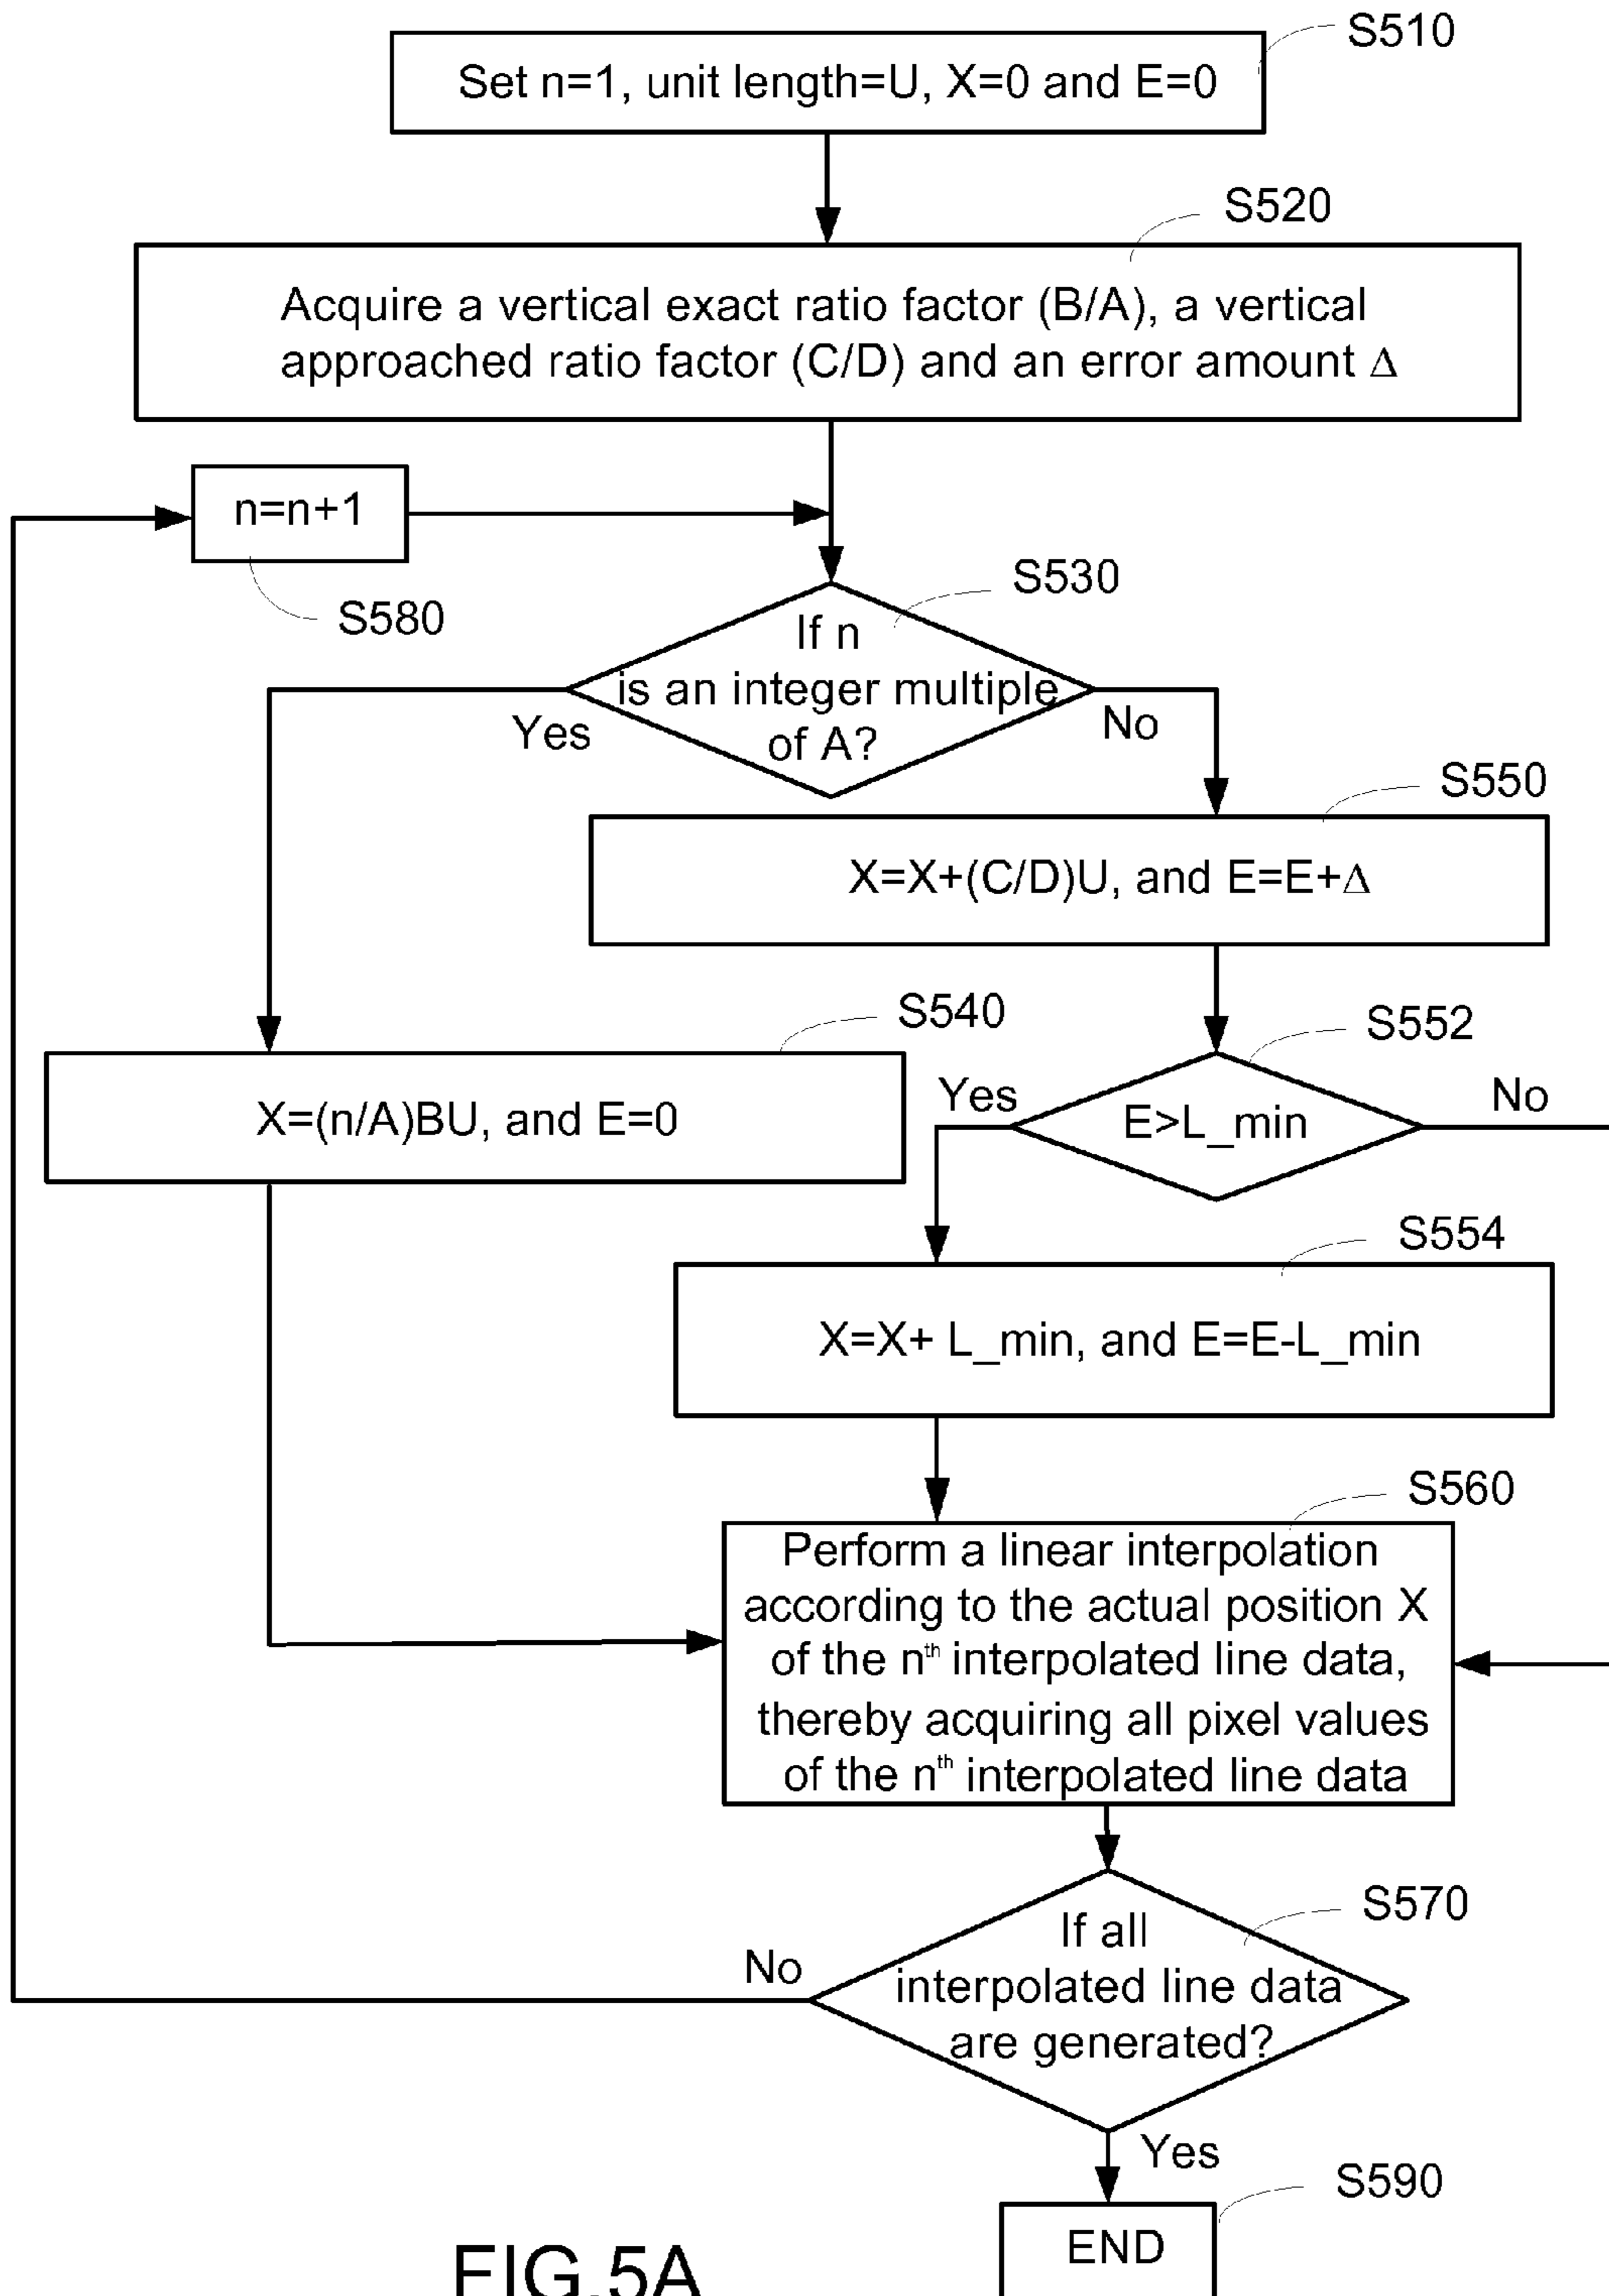 S510
Set n=1, unit length=U, X=0 and E=0
S520
Acquire a vertical exact ratio factor (B/A), a vertical
approached ratio factor (C/D) and an error amount Δ
n=n+1
S580
S530
If n
is an integer multiple
of A?
Yes
No
S550
X=X+(C/D)U, and E=E+Δ
S540
X=(n/A)BU, and E=0
S552
Yes
E>L_min
No
S554
X=X+ L_min, and E=E-L_min
S560
Perform a linear interpolation
according to the actual position X
of the nth interpolated line data,
thereby acquiring all pixel values
of the nth interpolated line data
S570
If all
interpolated line data
are generated?
No
Yes
S590
END
FIG.5A